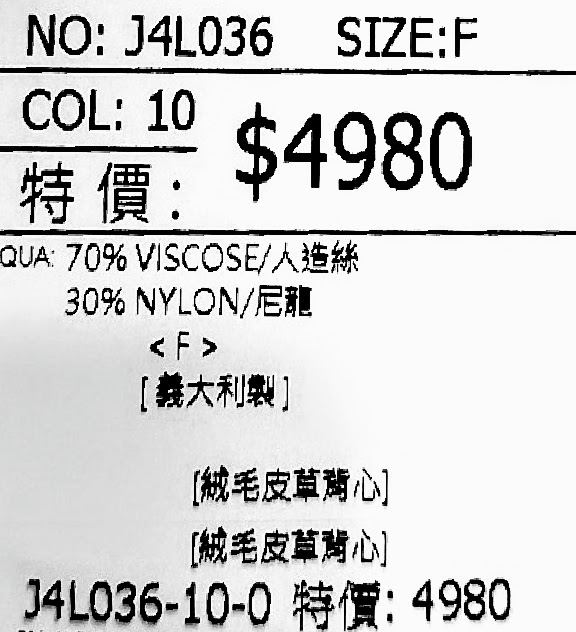 NO: J4L036 SIZE:F
COL: 10
特價: $4980
QUA: 70% VISCOSE/人造絲
30% NYLON/尼龍
<F>
[義大利製]
[絨毛皮草背心]
[絨毛皮草背心]
J4L036-10-0 特價: 4980